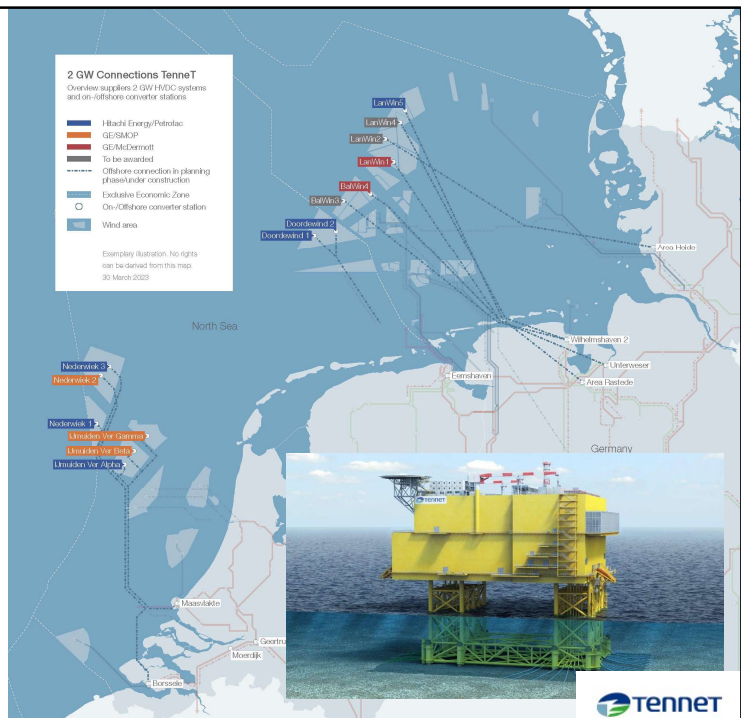 2 GW Connections TenneT
Overview suppliers 2 GW HVDC systems
and on-/offshore converter stations
Hitachi Energy/Petrofac
GE/SMOP
GE/McDermott
To be awarded
Offshore connection in planning
phase/under construction
Exclusive Economic Zone
On-/Offshore converter station
Wind area
Exemplary illustration. No rights
can be derived from this map.
30 March 2023
LanWin5
LanWin4
LanWin2
LanWin1
BalWin4
BalWin3
Doordewind 2
Doordewind 1
Area Heide
North Sea
Wilhelmshaven 2
Nederwiek 3
Nederwiek 2
Unterweser
Eemshaven
Area Rastede
Nederwiek 1
IJmuiden Ver Gamma
IJmuiden Ver Beta
IJmuiden Ver Alpha
Germany
TENNET
Maasvlakte
Geertru
Moerdijk
Borssele
TENNET